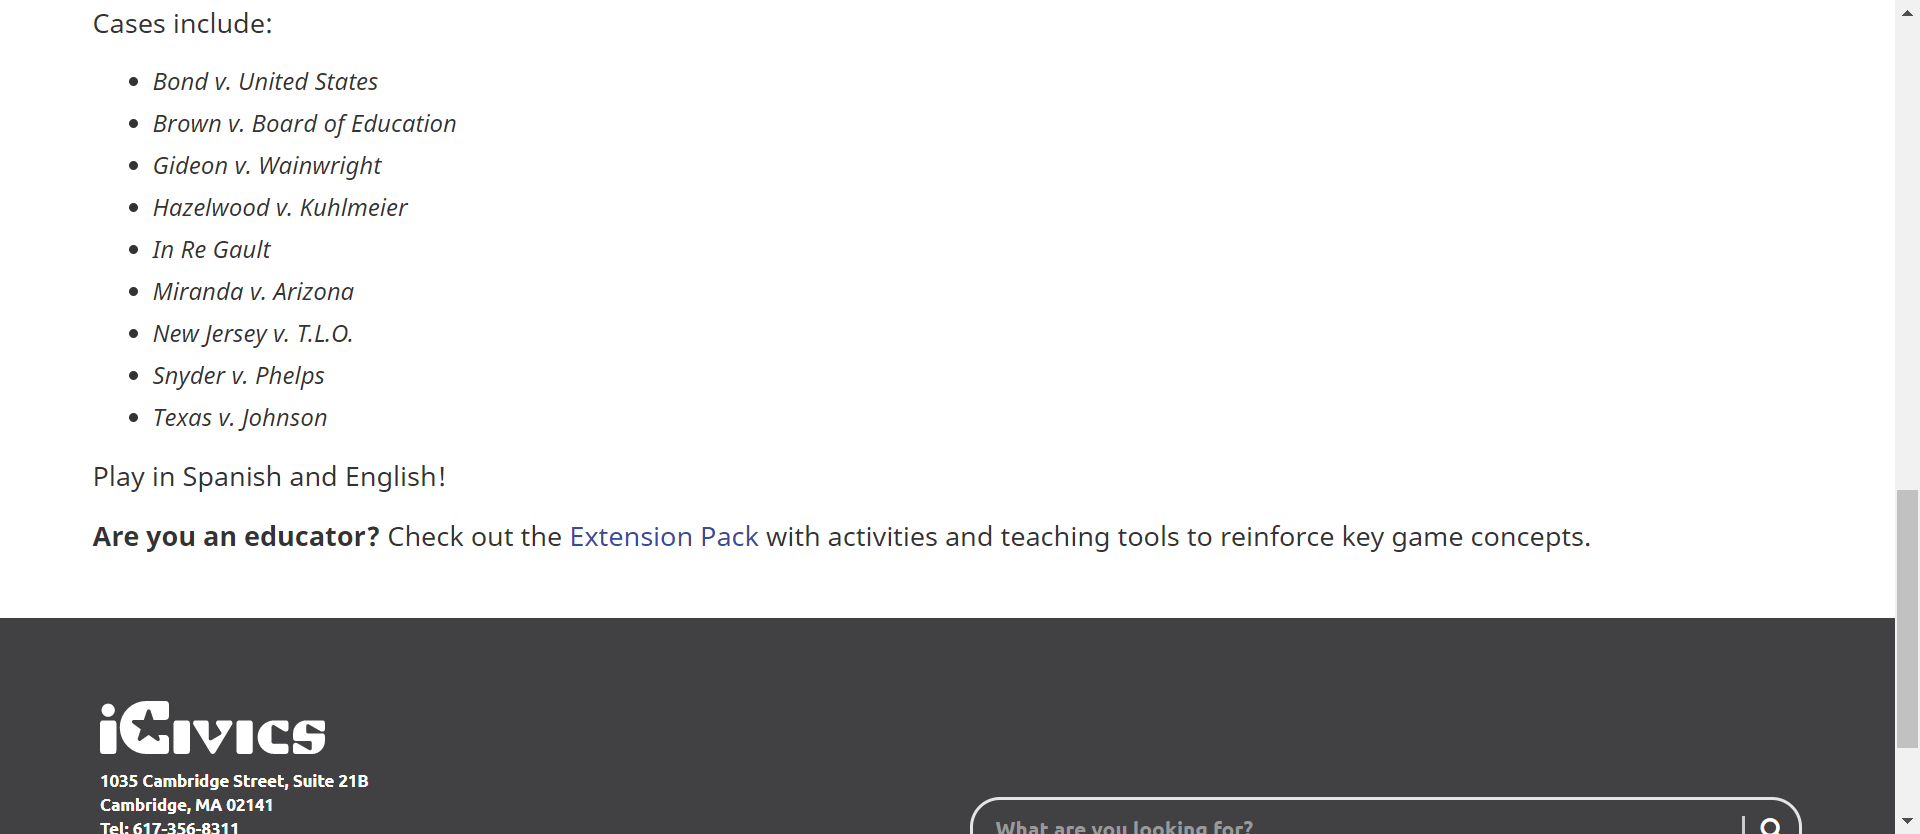 Cases include:
Bond v. United States
Brown v. Board of Education
Gideon v. Wainwright
Hazelwood v. Kuhlmeier
In Re Gault
Miranda v. Arizona
New Jersey v. T.L.O.
Snyder v. Phelps
Texas v. Johnson
Play in Spanish and English!
Are you an educator? Check out the Extension Pack with activities and teaching tools to reinforce key game concepts.
iCivics
1035 Cambridge Street, Suite 21B
Cambridge, MA 02141
Tel: 617-356-8311
What are you looking for?